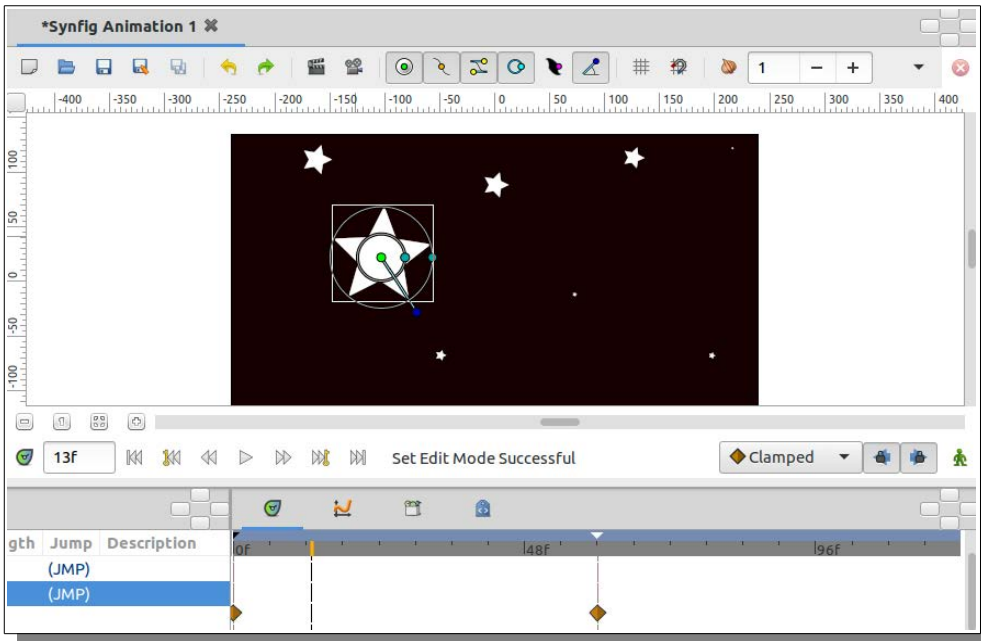 *Synfig Animation 1
1
-400 -350 -300 -250 -200 -150 -100 -50 0 50 100 150 200 250 300 350 400
100
50
0
-50
-100
13f Set Edit Mode Successful Clamped
gth Jump Description 0f 48f 96f
(JMP)
(JMP)